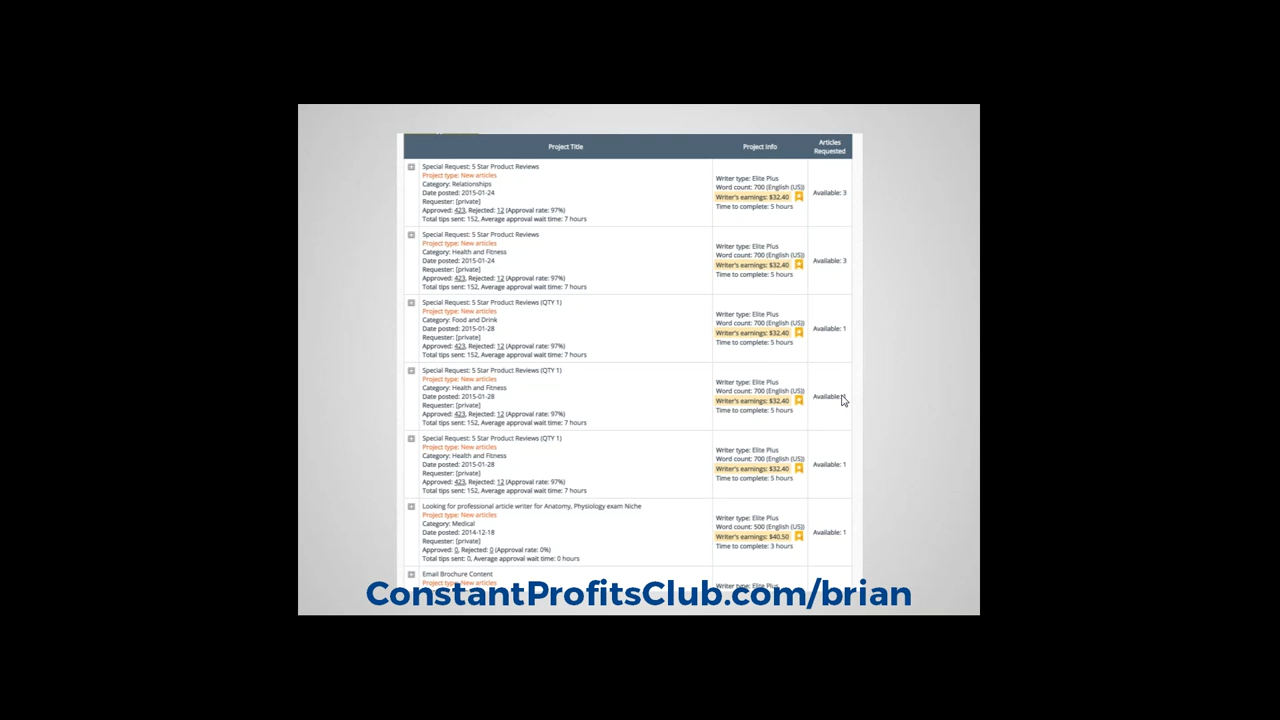 Project Title
Project Info
Articles
Requested
Special Request: 5 Star Product Reviews
Project type: New articles
Category: Relationships
Date posted: 2015-01-24
Requester: [private]
Approved: 423, Rejected: 12 (Approval rate: 97%)
Total tips sent: 152, Average approval wait time: 7 hours
Writer type: Elite Plus
Word count: 700 (English (US))
Writer's earnings: $32.40
Time to complete: 5 hours
Available: 3
Special Request: 5 Star Product Reviews
Project type: New articles
Category: Health and Fitness
Date posted: 2015-01-24
Requester: [private]
Approved: 423, Rejected: 12 (Approval rate: 97%)
Total tips sent: 152, Average approval wait time: 7 hours
Writer type: Elite Plus
Word count: 700 (English (US))
Writer's earnings: $32.40
Time to complete: 5 hours
Available: 3
Special Request: 5 Star Product Reviews (QTY 1)
Project type: New articles
Category: Food and Drink
Date posted: 2015-01-28
Requester: [private]
Approved: 423, Rejected: 12 (Approval rate: 97%)
Total tips sent: 152, Average approval wait time: 7 hours
Writer type: Elite Plus
Word count: 700 (English (US))
Writer's earnings: $32.40
Time to complete: 5 hours
Available: 1
Special Request: 5 Star Product Reviews (QTY 1)
Project type: New articles
Category: Health and Fitness
Date posted: 2015-01-28
Requester: [private]
Approved: 423, Rejected: 12 (Approval rate: 97%)
Total tips sent: 152, Average approval wait time: 7 hours
Writer type: Elite Plus
Word count: 700 (English (US))
Writer's earnings: $32.40
Time to complete: 5 hours
Available:
Special Request: 5 Star Product Reviews (QTY 1)
Project type: New articles
Category: Health and Fitness
Date posted: 2015-01-28
Requester: [private]
Approved: 423, Rejected: 12 (Approval rate: 97%)
Total tips sent: 152, Average approval wait time: 7 hours
Writer type: Elite Plus
Word count: 700 (English (US))
Writer's earnings: $32.40
Time to complete: 5 hours
Available: 1
Looking for professional article writer for Anatomy, Physiology exam Niche
Project type: New articles
Category: Medical
Date posted: 2014-12-18
Requester: [private]
Approved: 0, Rejected: 0 (Approval rate: 0%)
Total tips sent: 0, Average approval wait time: 0 hours
Writer type: Elite Plus
Word count: 500 (English (US))
Writer's earnings: $40.50
Time to complete: 3 hours
Available: 1
Email Brochure Content
Project type: New articles
Writer type: Elite Plus
ConstantProfitsClub.com/brian